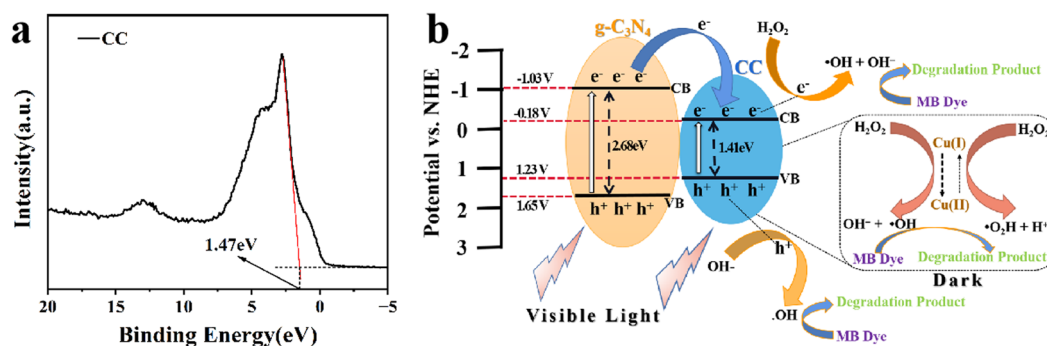 a
CC
Intensity(a.u.)
1.47eV
20 15 10 5 0 −5
Binding Energy(eV)
b
Potential vs. NHE
-2
-1
0
1
2
3
-1.03 V
-0.18 V
1.23 V
1.65 V
g-C₃N₄
e⁻ e⁻ e⁻
CB
2.68eV
VB
h⁺ h⁺ h⁺
e⁻
CC
e⁻ e⁻ e⁻
CB
1.41eV
VB
h⁺ h⁺ h⁺
H₂O₂
e⁻
•OH + OH⁻
Degradation Product
MB Dye
H₂O₂
Cu(I)
H₂O₂
Cu(II)
OH⁻ + •OH
•O₂H + H⁺
MB Dye
Degradation Product
Dark
Visible Light
OH-
h⁺
.OH
Degradation Product
MB Dye